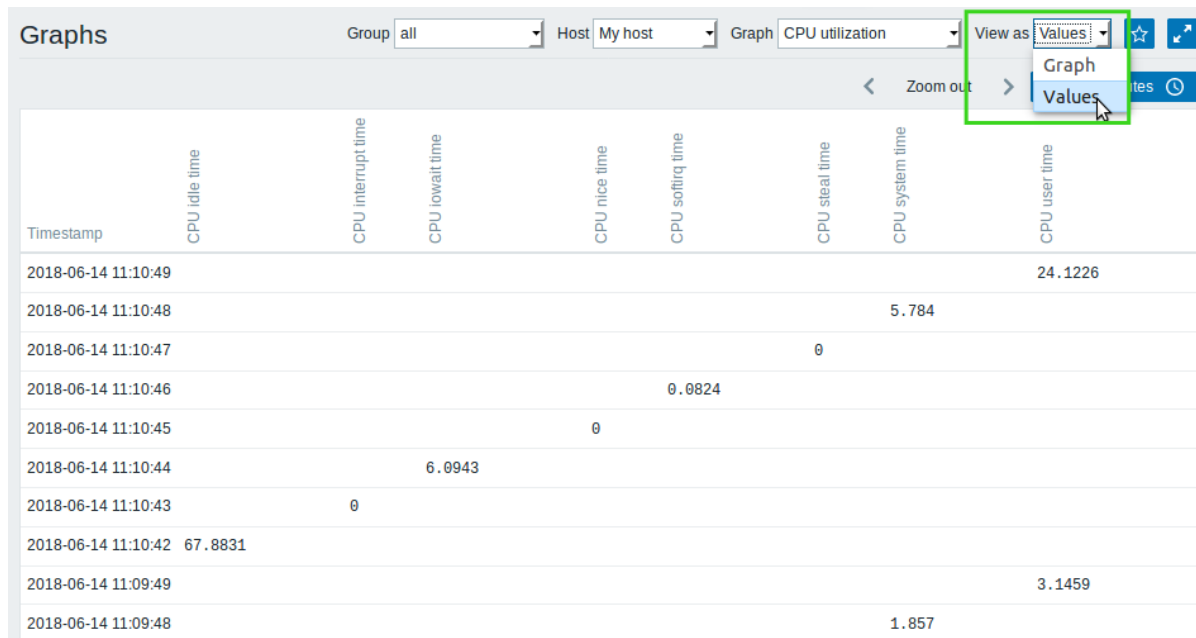 Graphs Group all Host My host Graph CPU utilization View as Values
Graph
Zoom out
Values
Timestamp CPU idle time CPU interrupt time CPU iowait time CPU nice time CPU softirq time CPU steal time CPU system time CPU user time
2018-06-14 11:10:49 24.1226
2018-06-14 11:10:48 5.784
2018-06-14 11:10:47 0
2018-06-14 11:10:46 0.0824
2018-06-14 11:10:45 0
2018-06-14 11:10:44 6.0943
2018-06-14 11:10:43 0
2018-06-14 11:10:42 67.8831
2018-06-14 11:09:49 3.1459
2018-06-14 11:09:48 1.857